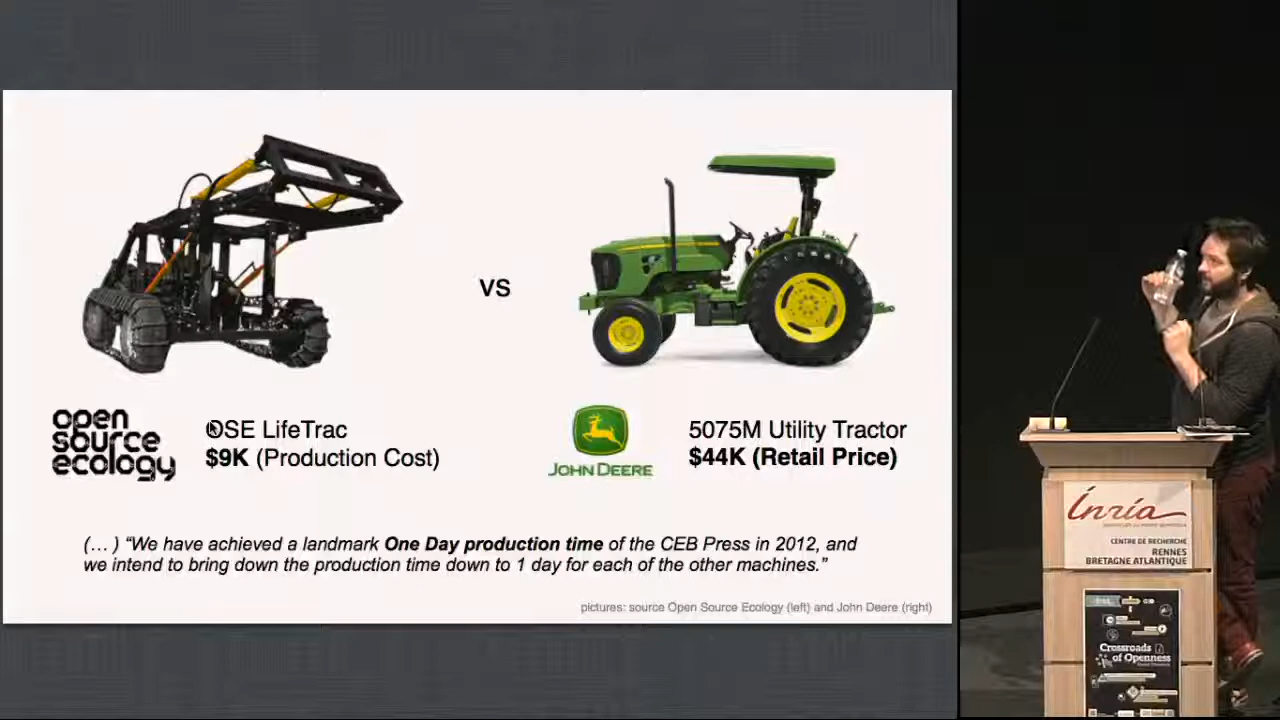 VS
open
source
ecology
OSE LifeTrac
$9K (Production Cost)
JOHN DEERE
5075M Utility Tractor
$44K (Retail Price)
(... ) “We have achieved a landmark One Day production time of the CEB Press in 2012, and
we intend to bring down the production time down to 1 day for each of the other machines.”
pictures: source Open Source Ecology (left) and John Deere (right)
Inria
CENTRE DE RECHERCHE
RENNES
BRETAGNE ATLANTIQUE
Crossroads
of Openness